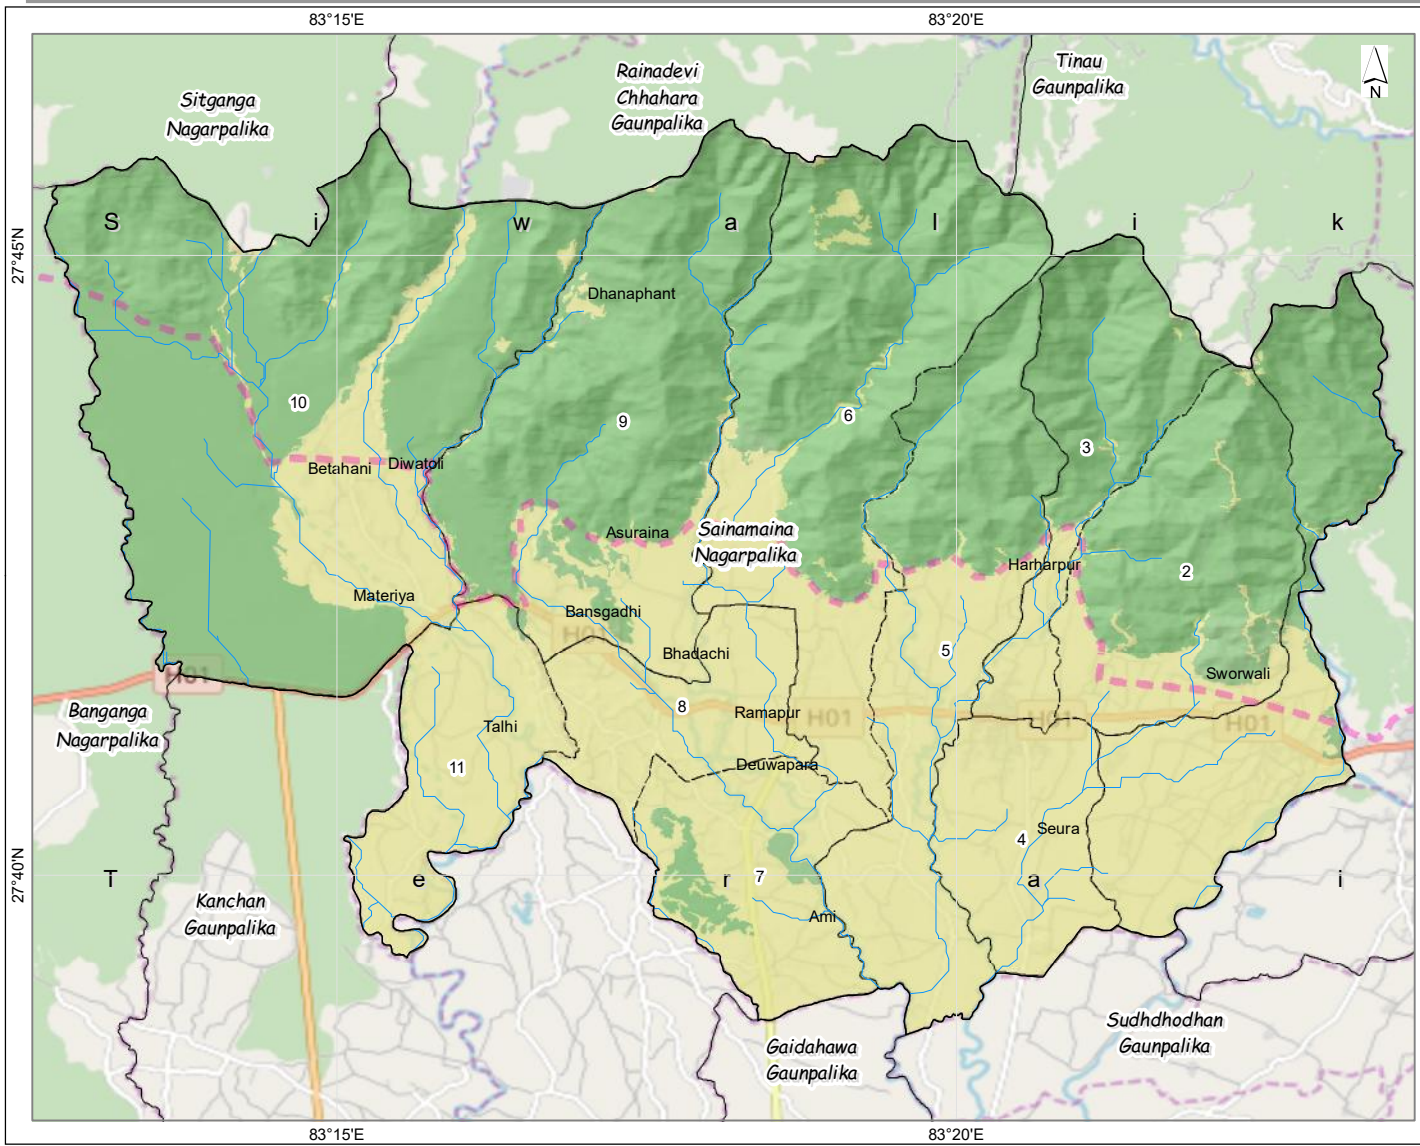 83°15'E
83°20'E
Sitganga
Nagarpalika
Rainadevi
Chhahara
Gaunpalika
Tinau
Gaunpalika
N
27°45'N
S i w a l i k
Dhanaphant
10
9
6
3
Betahani
Diwatoli
Asuraina
Sainamaina
Nagarpalika
Harharpur
2
Materiya
Bansgadhi
H01
Bhadachi
5
H01
Sworwali
Banganga
Nagarpalika
8
Ramapur
H01
H01
H01
Talhi
Deuwapara
11
Seura
4
27°40'N
T e r a i
7
Kanchan
Gaunpalika
Ami
Sudhdhodhan
Gaunpalika
Gaidahawa
Gaunpalika
83°15'E
83°20'E